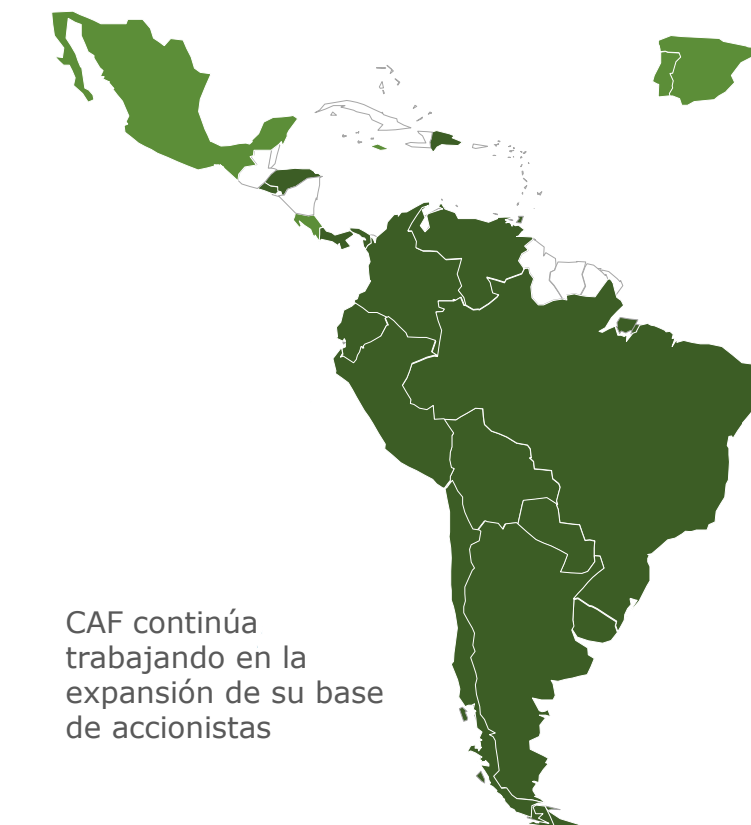 CAF continúa
trabajando en la
expansión de su base
de accionistas